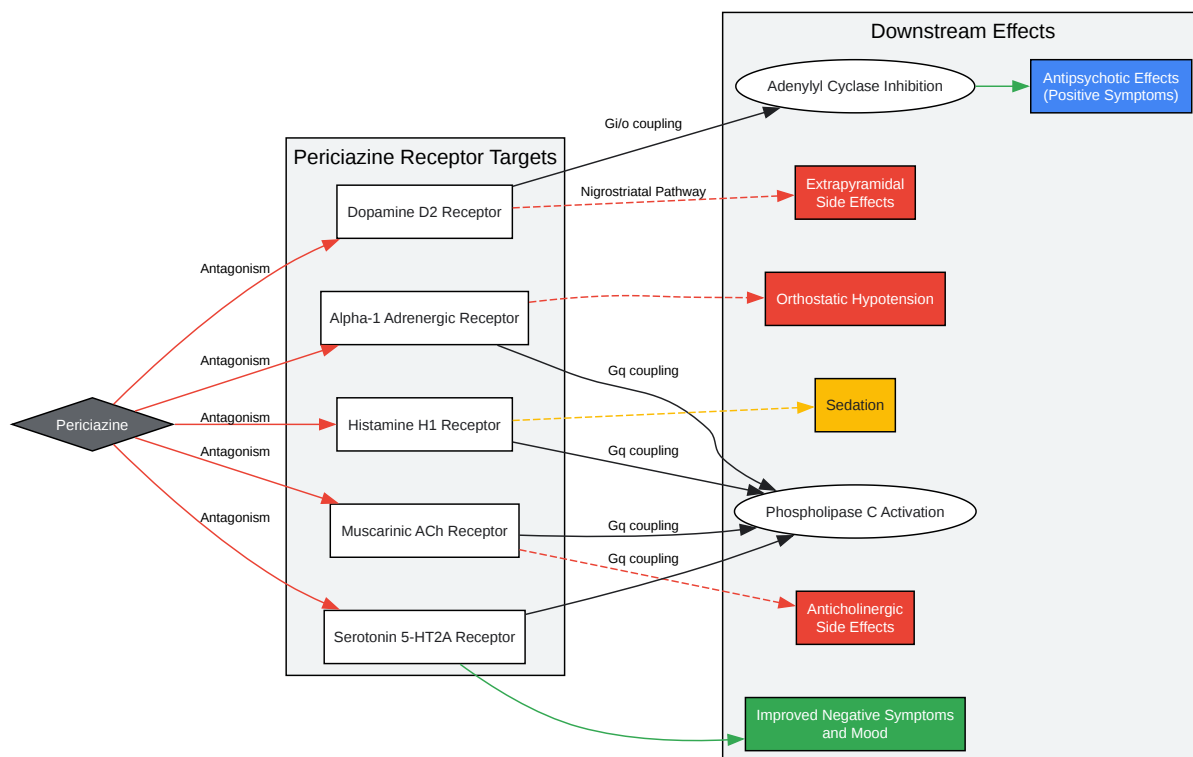 Downstream Effects
Adenylyl Cyclase Inhibition
Antipsychotic Effects
(Positive Symptoms)
Gi/o coupling
Periciazine Receptor Targets
Extrapyramidal
Side Effects
Nigrostriatal Pathway
Dopamine D2 Receptor
Antagonism
Orthostatic Hypotension
Alpha-1 Adrenergic Receptor
Antagonism
Gq coupling
Sedation
Periciazine
Antagonism
Histamine H1 Receptor
Antagonism
Gq coupling
Phospholipase C Activation
Antagonism
Muscarinic ACh Receptor
Gq coupling
Gq coupling
Anticholinergic
Side Effects
Serotonin 5-HT2A Receptor
Improved Negative Symptoms
and Mood